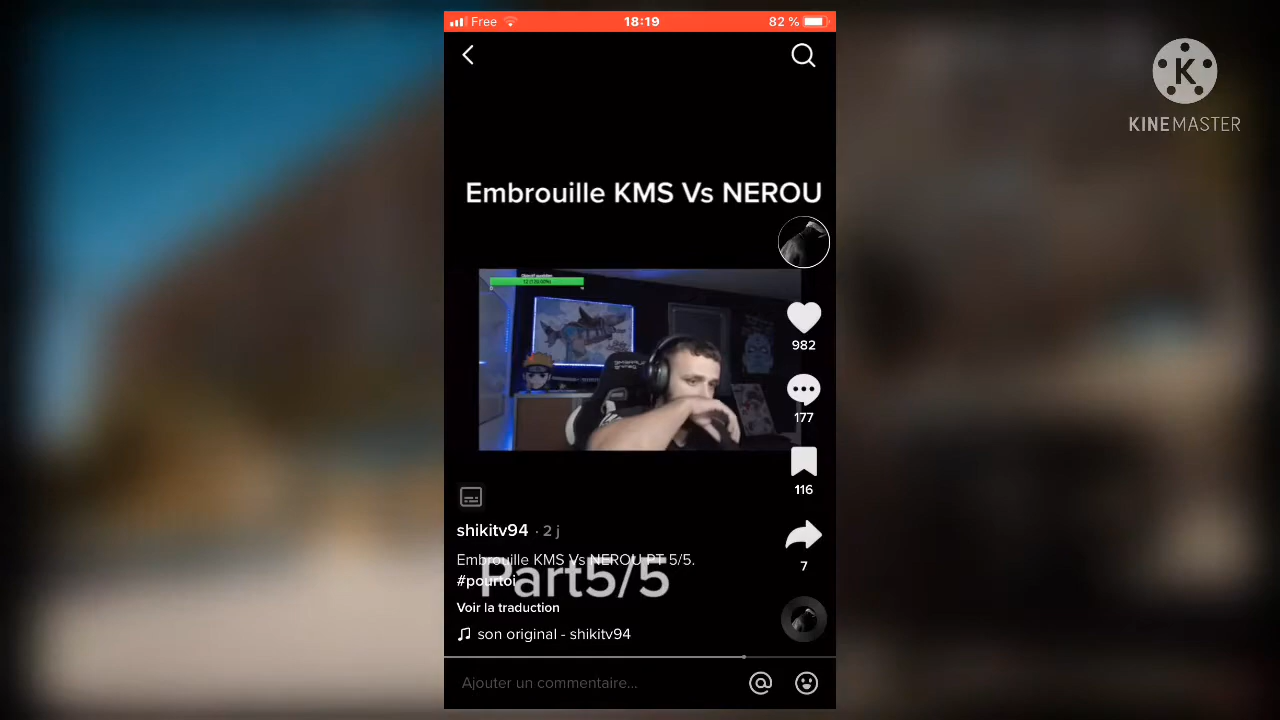 Free
18:19
82 %
KINEMASTER
Embrouille KMS Vs NEROU
982
177
116
shikitv94 · 2 j
Embrouille KMS Vs NEROU PT 5/5.
#pourtoi
Part5/5
7
Voir la traduction
son original - shikitv94
Ajouter un commentaire...